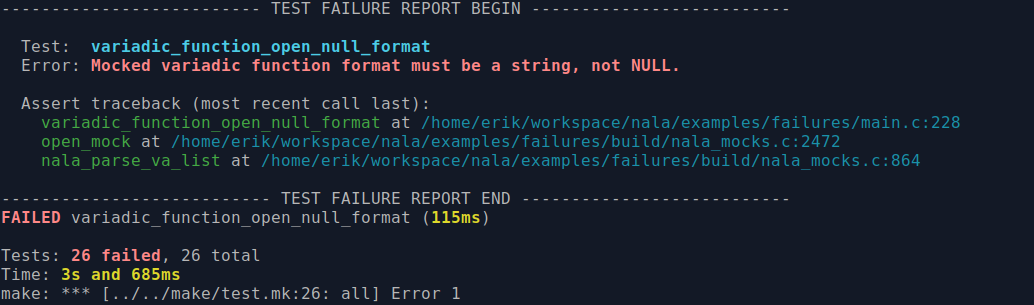 -------------------------- TEST FAILURE REPORT BEGIN --------------------------
Test:  variadic_function_open_null_format
Error: Mocked variadic function format must be a string, not NULL.
Assert traceback (most recent call last):
variadic_function_open_null_format at /home/erik/workspace/nala/examples/failures/main.c:228
open_mock at /home/erik/workspace/nala/examples/failures/build/nala_mocks.c:2472
nala_parse_va_list at /home/erik/workspace/nala/examples/failures/build/nala_mocks.c:864
--------------------------- TEST FAILURE REPORT END ---------------------------
FAILED variadic_function_open_null_format (115ms)
Tests: 26 failed, 26 total
Time: 3s and 685ms
make: *** [../../make/test.mk:26: all] Error 1